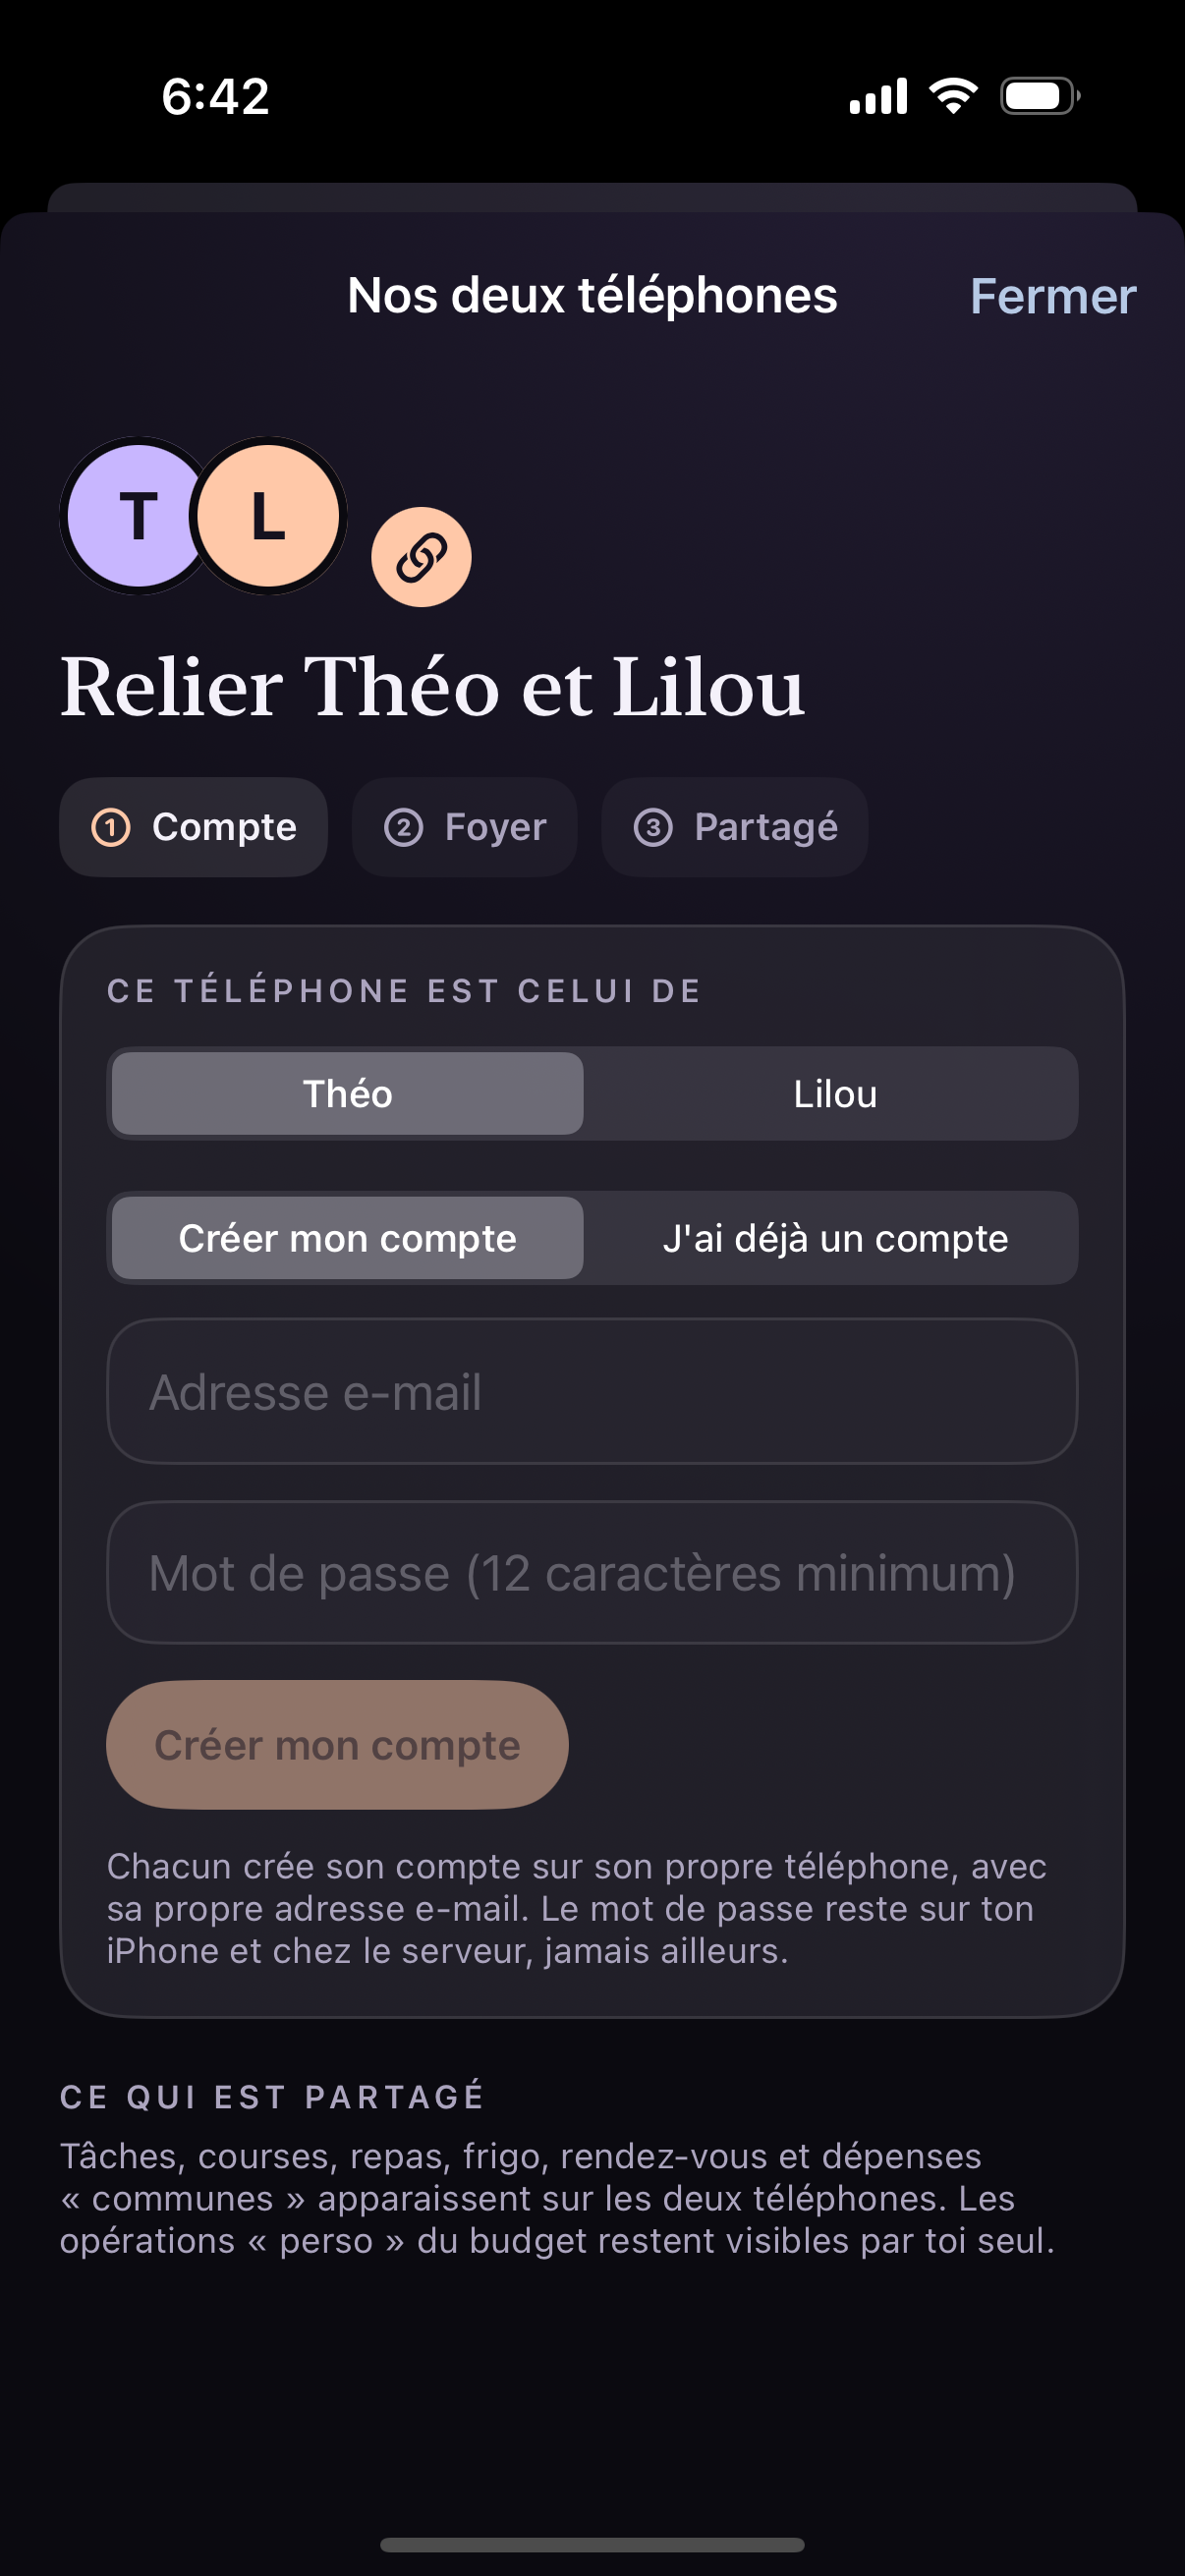 6:42
Nos deux téléphones
Fermer
T
L
Relier Théo et Lilou
1 Compte
2 Foyer
3 Partagé
CE TÉLÉPHONE EST CELUI DE
Théo
Lilou
Créer mon compte
J'ai déjà un compte
Adresse e-mail
Mot de passe (12 caractères minimum)
Créer mon compte
Chacun crée son compte sur son propre téléphone, avec
sa propre adresse e-mail. Le mot de passe reste sur ton
iPhone et chez le serveur, jamais ailleurs.
CE QUI EST PARTAGÉ
Tâches, courses, repas, frigo, rendez-vous et dépenses
« communes » apparaissent sur les deux téléphones. Les
opérations « perso » du budget restent visibles par toi seul.